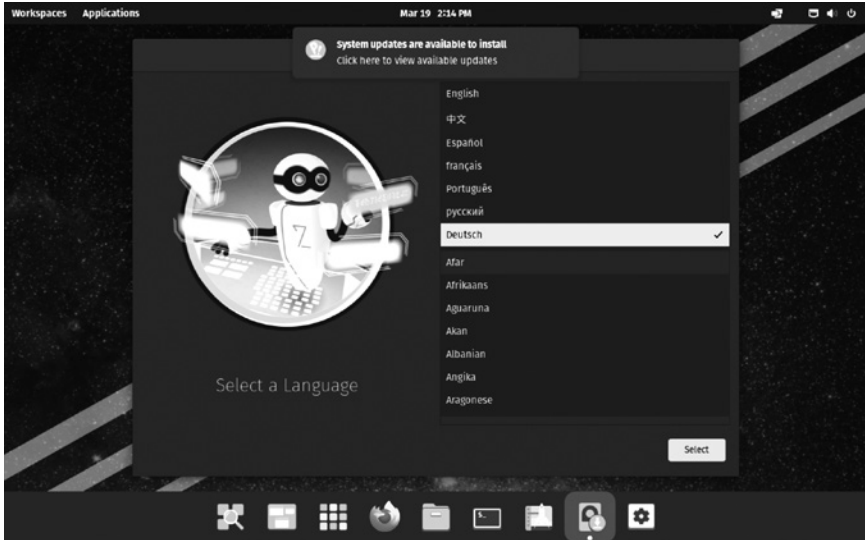 Workspaces Applications Mar 19 2:14 PM
System updates are available to install
Click here to view available updates
English
中文
Español
français
Português
русский
Deutsch
Afar
Afrikaans
Aguaruna
Akan
Albanian
Angika
Aragonese
Select a Language
Select